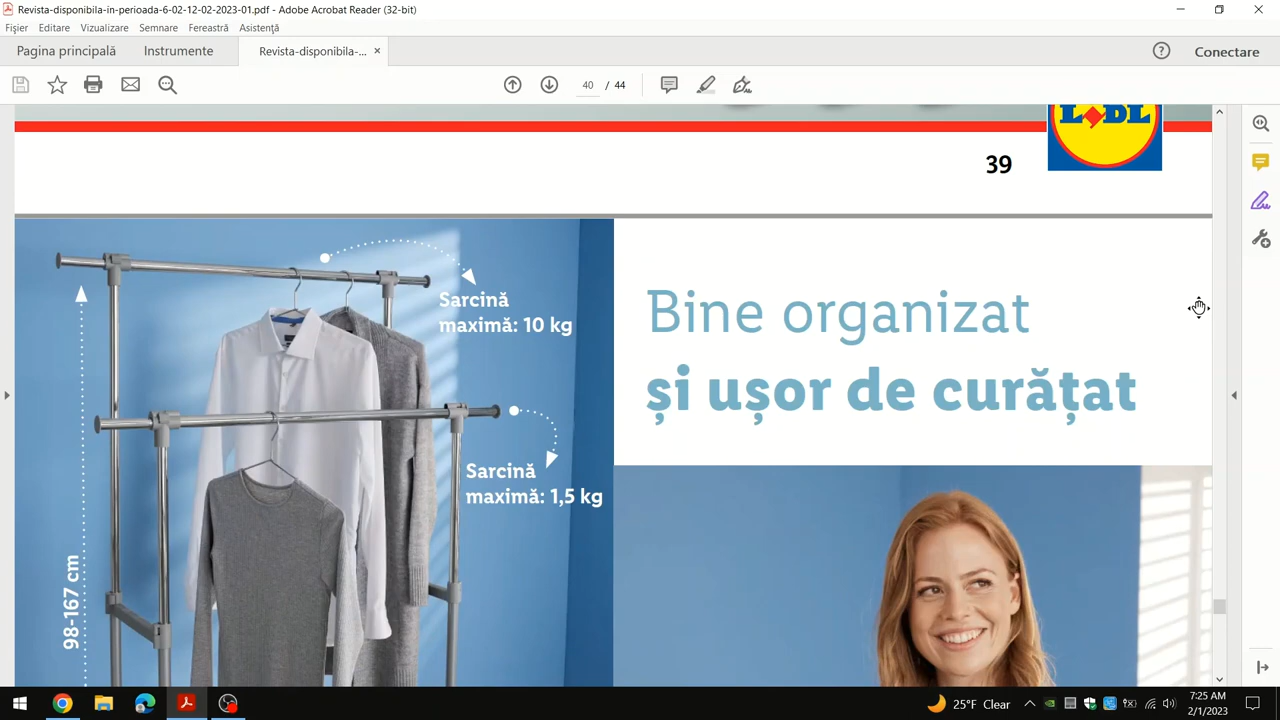 Revista-disponibila-in-perioada-6-02-12-02-2023-01.pdf - Adobe Acrobat Reader (32-bit)
Fișier Editare Vizualizare Semnare Fereastră Asistență
Pagina principală Instrumente Revista-disponibila-... × Conectare
40 / 44
LIDL
39
Sarcină
maximă: 10 kg
Bine organizat
și ușor de curățat
Sarcină
maximă: 1,5 kg
98-167 cm
25°F Clear
7:25 AM
2/1/2023